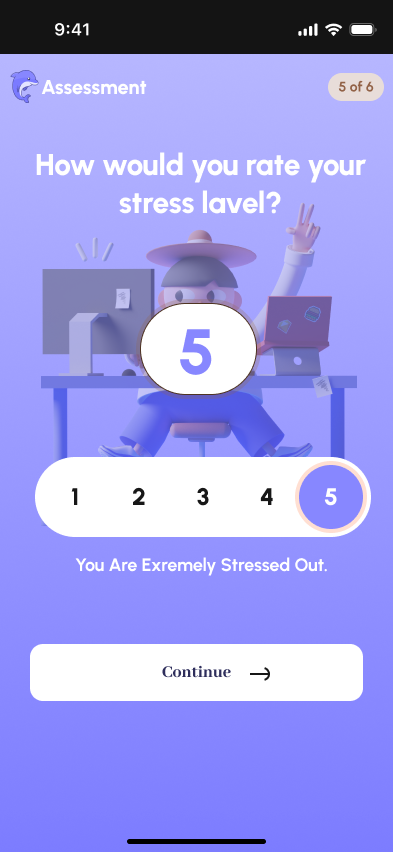 9:41
Assessment
5 of 6
How would you rate your
stress lavel?
5
1 2 3 4 5
You Are Exremely Stressed Out.
Continue